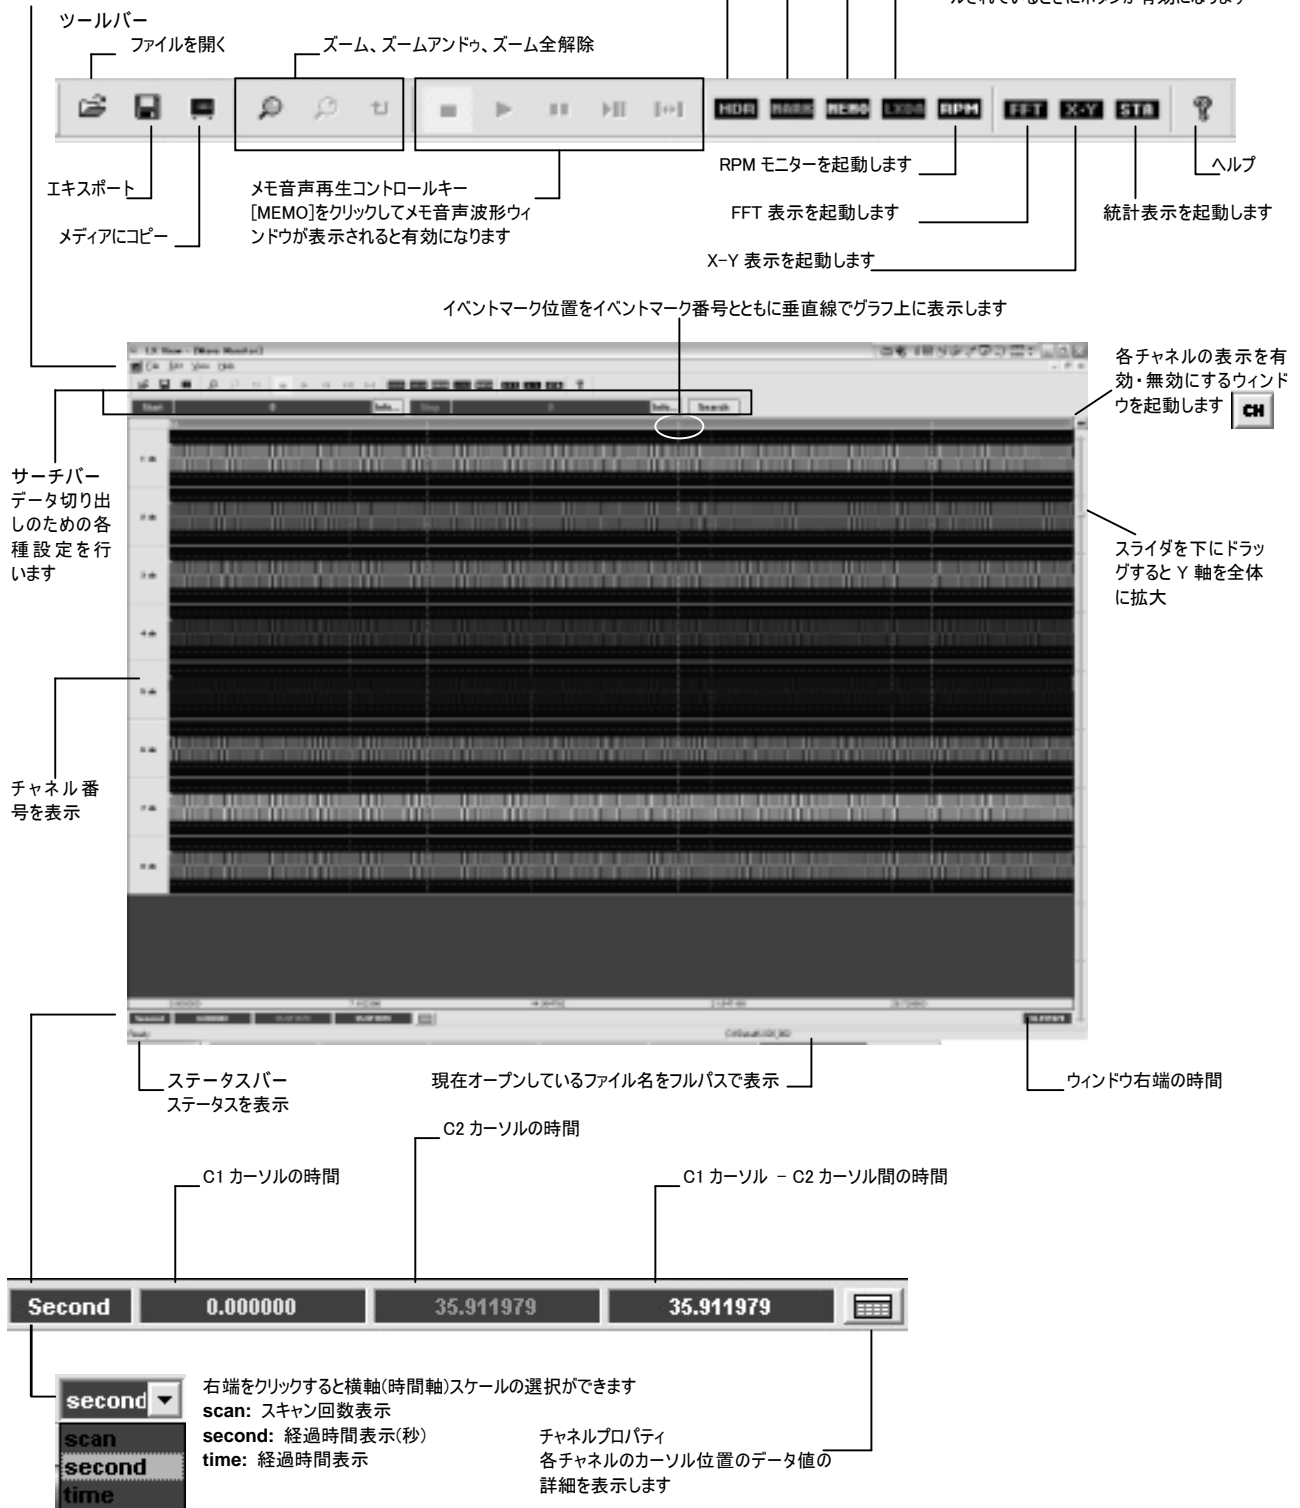 ツールバー
ファイルを開く
ズーム、ズームアンドゥ、ズーム全解除
HDR MARK MEMO LXDA RPM FFT X-Y STA
エキスポート
メディアにコピー
メモ音声再生コントロールキー
[MEMO]をクリックしてメモ音声波形ウィ
ンドウが表示されると有効になります
RPM モニターを起動します
ヘルプ
FFT 表示を起動します
統計表示を起動します
X-Y 表示を起動します
イベントマーク位置をイベントマーク番号とともに垂直線でグラフ上に表示します
各チャネルの表示を有
効・無効にするウィンド
ウを起動します CH
Start 0 Info... Stop 0 Info... Search
サーチバー
データ切り出
しのための各
種設定を行
います
スライダを下にドラッ
グすると Y 軸を全体
に拡大
チャネル番
号を表示
ステータスバー
ステータスを表示
現在オープンしているファイル名をフルパスで表示
ウィンドウ右端の時間
C2 カーソルの時間
C1 カーソルの時間
C1 カーソル − C2 カーソル間の時間
Second 0.000000 35.911979 35.911979
second
scan
second
time
右端をクリックすると横軸(時間軸)スケールの選択ができます
scan: スキャン回数表示
second: 経過時間表示(秒)
time: 経過時間表示
チャネルプロパティ
各チャネルのカーソル位置のデータ値の
詳細を表示します